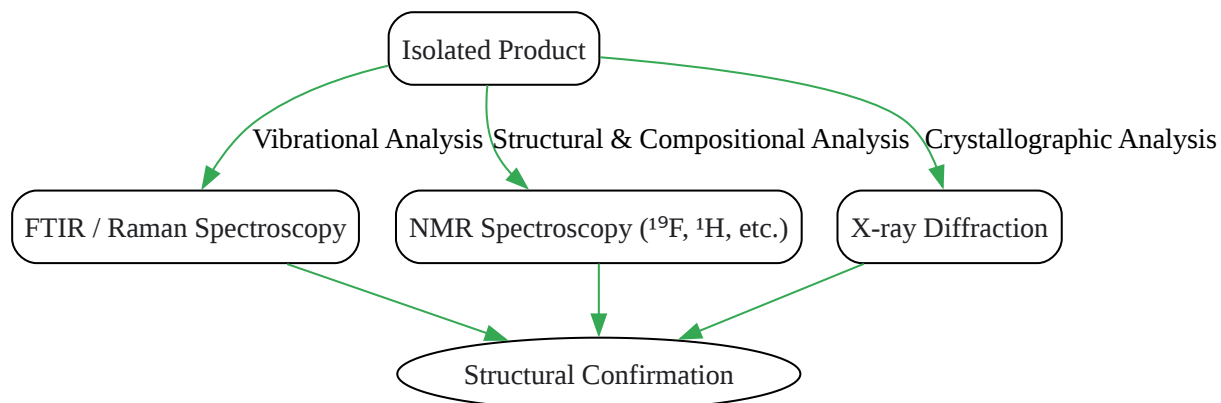 Isolated Product
Vibrational Analysis
Structural & Compositional Analysis
Crystallographic Analysis
FTIR / Raman Spectroscopy
NMR Spectroscopy (¹⁹F, ¹H, etc.)
X-ray Diffraction
Structural Confirmation